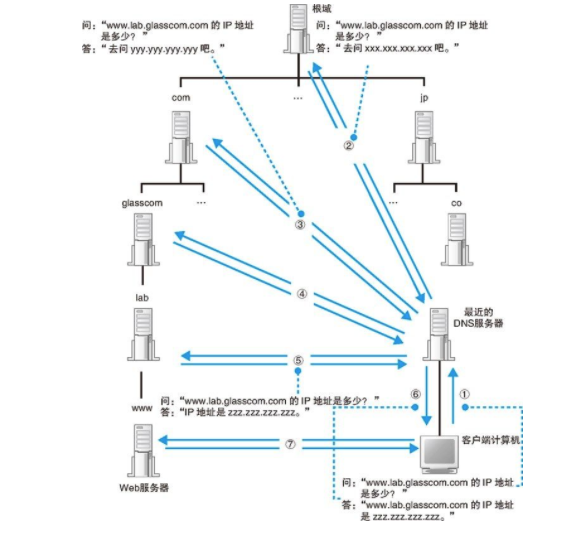 根域
问：“www.lab.glasscom.com 的 IP 地址
是多少？ ”
答：“去问 yyy.yyy.yyy.yyy 吧。”
问：“www.lab.glasscom.com 的 IP 地址
是多少？ ”
答：“去问 xxx.xxx.xxx.xxx 吧。”
com
...
jp
②
glasscom
...
...
co
③
④
lab
最近的
DNS服务器
⑤
www
问：“www.lab.glasscom.com 的 IP 地址是多少？ ”
答：“IP 地址是 zzz.zzz.zzz.zzz。”
⑥
①
⑦
客户端计算机
Web服务器
问：“www.lab.glasscom.com 的 IP 地址
是多少？ ”
答：“www.lab.glasscom.com 的 IP 地址
是 zzz.zzz.zzz.zzz。”